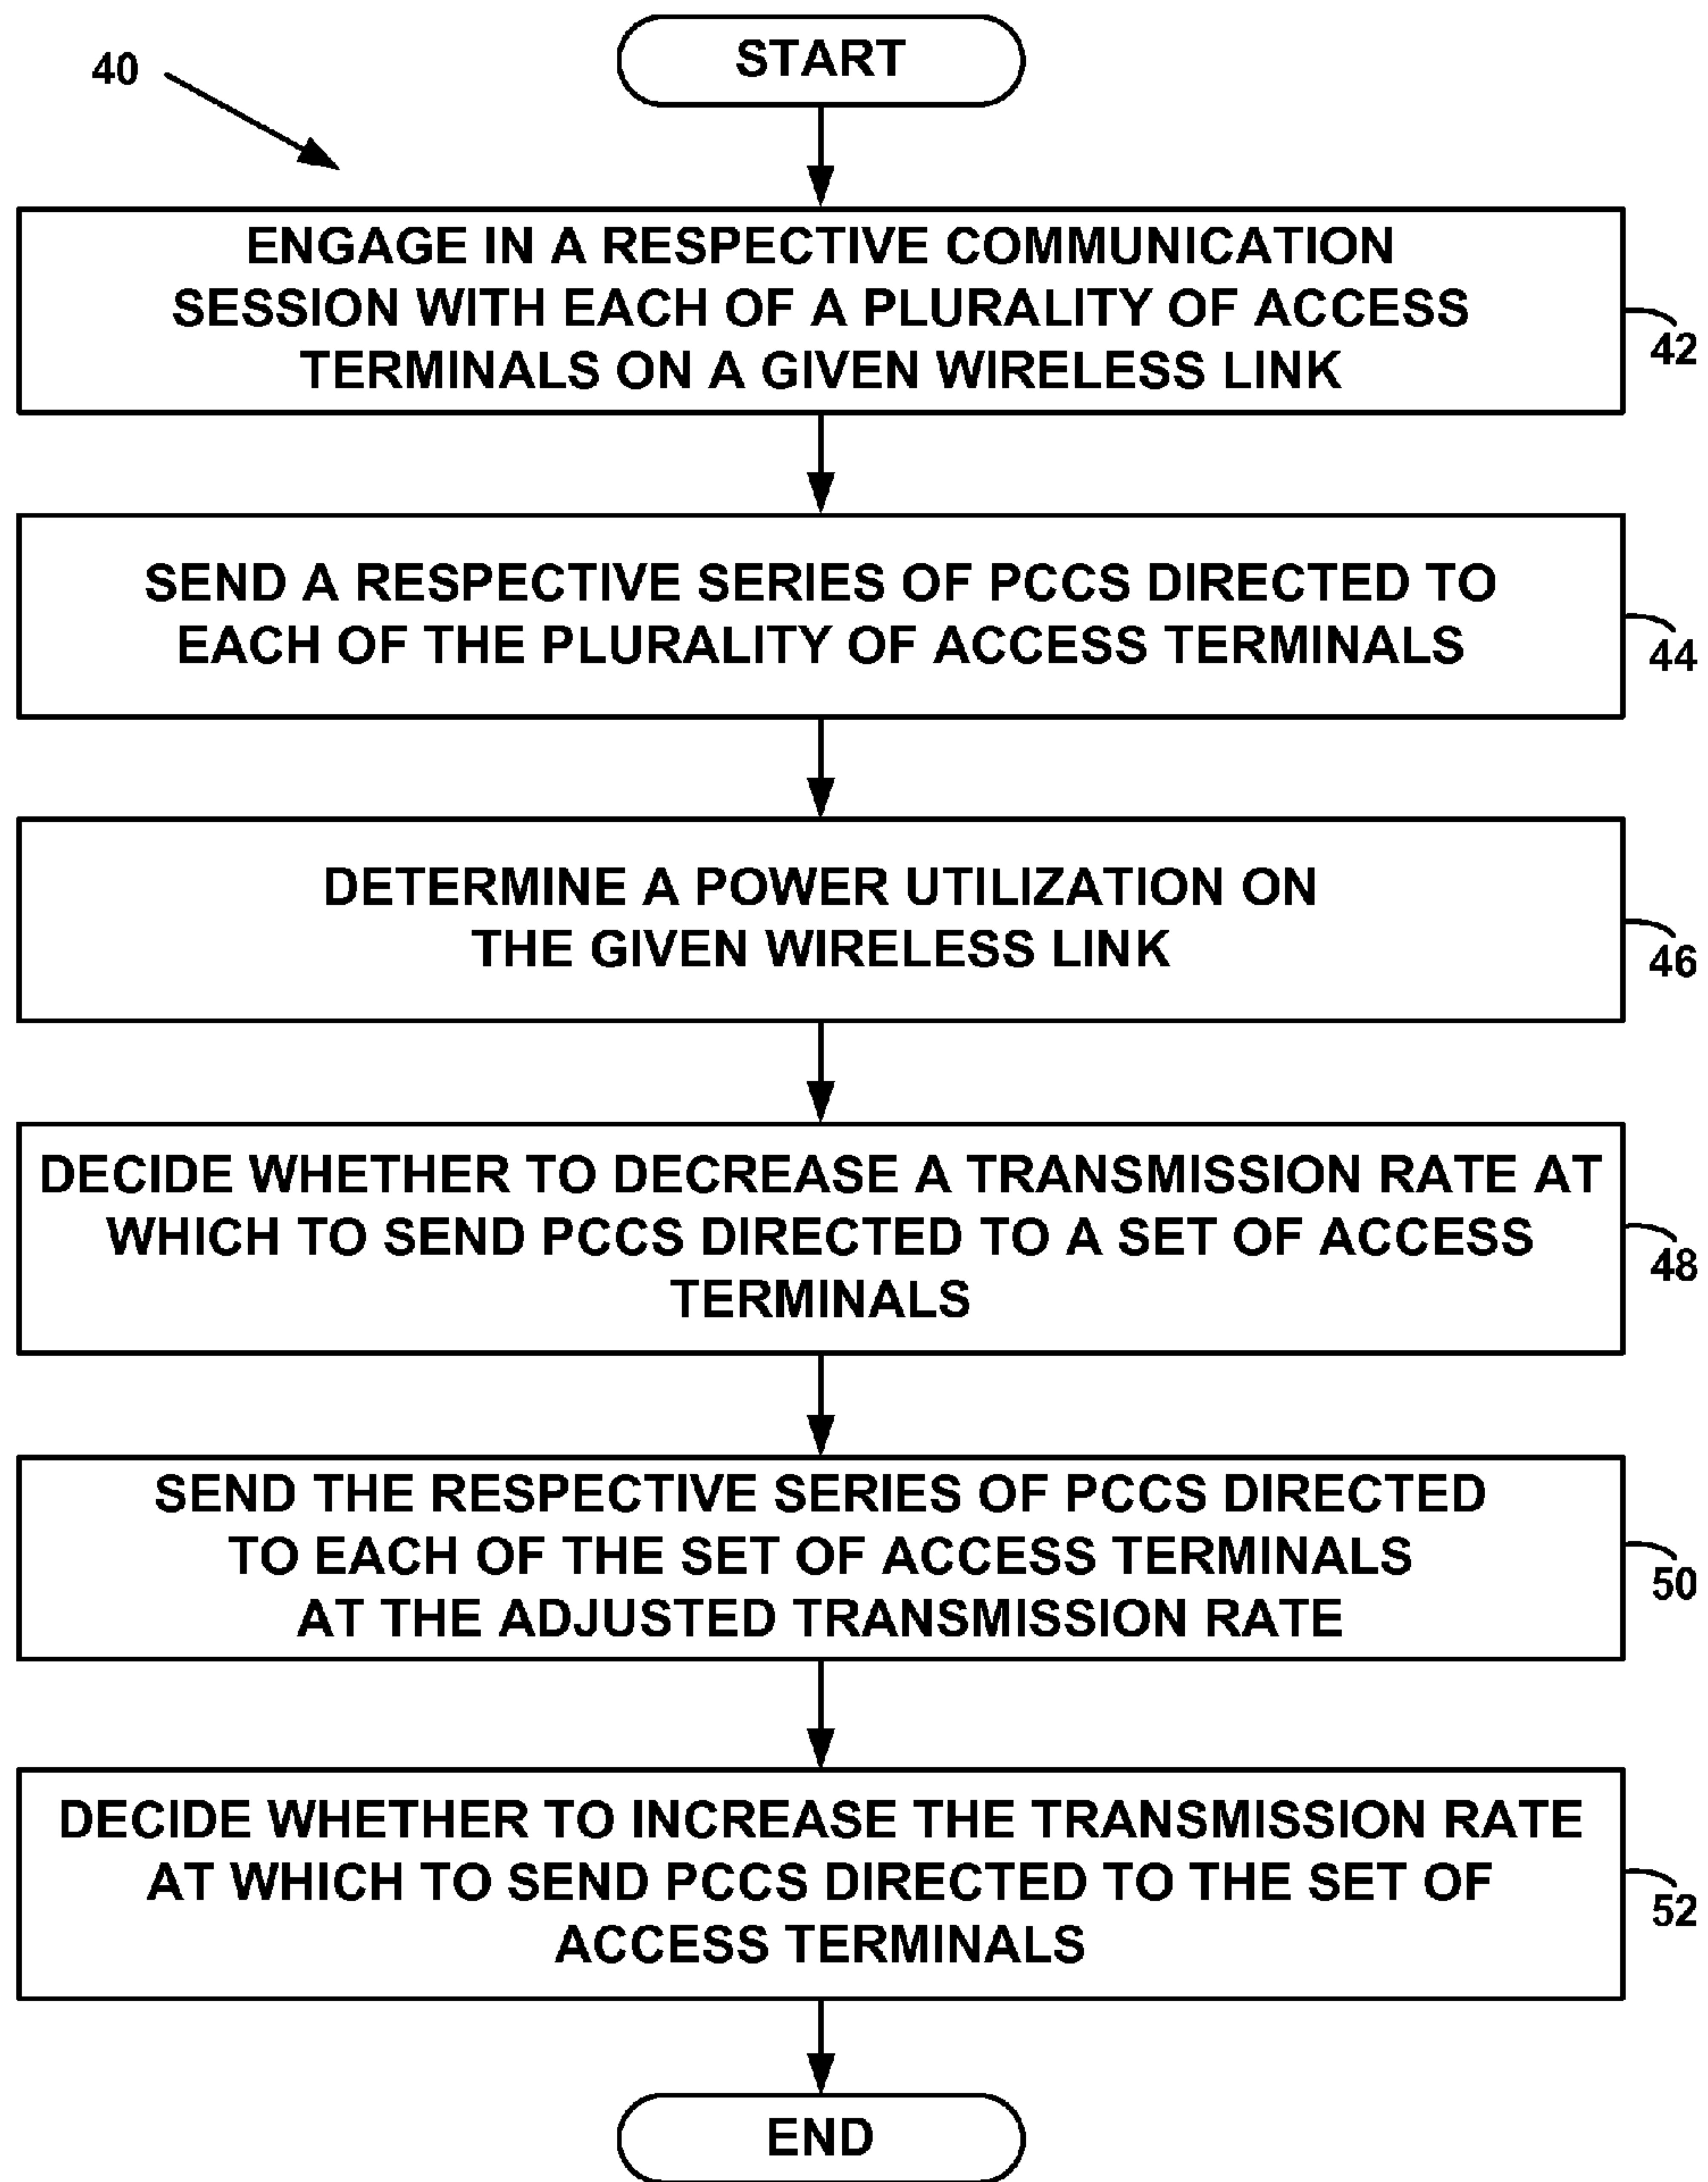 40
START
ENGAGE IN A RESPECTIVE COMMUNICATION
SESSION WITH EACH OF A PLURALITY OF ACCESS
TERMINALS ON A GIVEN WIRELESS LINK
42
SEND A RESPECTIVE SERIES OF PCCS DIRECTED TO
EACH OF THE PLURALITY OF ACCESS TERMINALS
44
DETERMINE A POWER UTILIZATION ON
THE GIVEN WIRELESS LINK
46
DECIDE WHETHER TO DECREASE A TRANSMISSION RATE AT
WHICH TO SEND PCCS DIRECTED TO A SET OF ACCESS
TERMINALS
48
SEND THE RESPECTIVE SERIES OF PCCS DIRECTED
TO EACH OF THE SET OF ACCESS TERMINALS
AT THE ADJUSTED TRANSMISSION RATE
50
DECIDE WHETHER TO INCREASE THE TRANSMISSION RATE
AT WHICH TO SEND PCCS DIRECTED TO THE SET OF
ACCESS TERMINALS
52
END